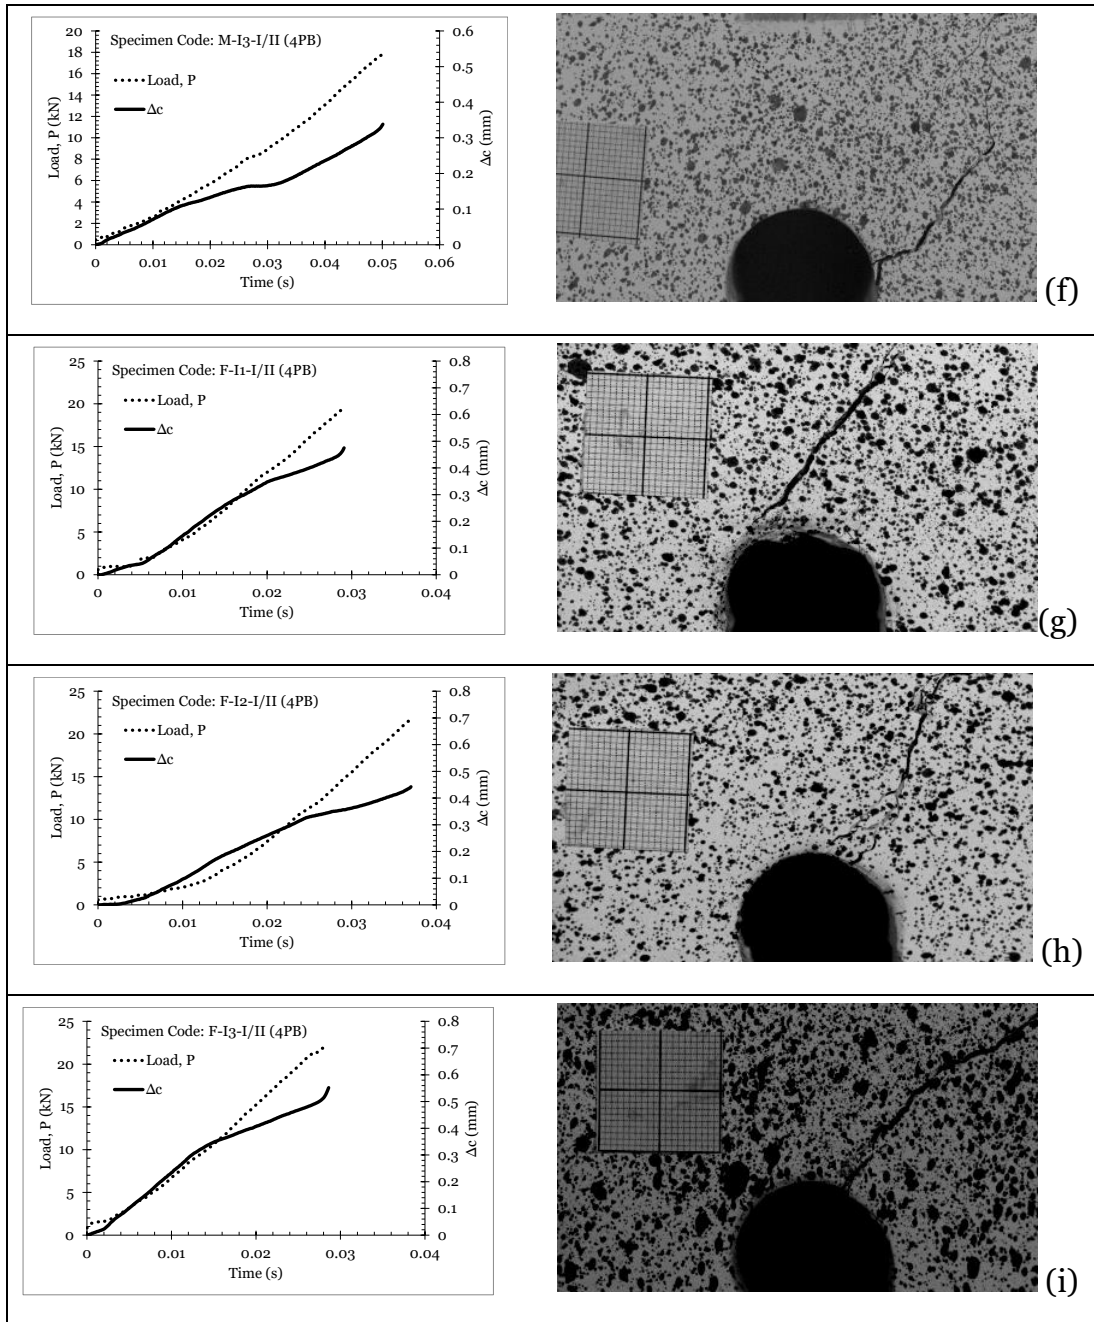 Specimen Code: M-I3-I/II (4PB)
Load, P
Δc
Load, P (kN)
20
18
16
14
12
10
8
6
4
2
0
0.6
0.5
0.4
0.3
0.2
0.1
0
Δc (mm)
0 0.01 0.02 0.03 0.04 0.05 0.06
Time (s)
(f)
Specimen Code: F-I1-I/II (4PB)
Load, P
Δc
Load, P (kN)
25
20
15
10
5
0
0.8
0.7
0.6
0.5
0.4
0.3
0.2
0.1
0
Δc (mm)
0 0.01 0.02 0.03 0.04
Time (s)
(g)
Specimen Code: F-I2-I/II (4PB)
Load, P
Δc
Load, P (kN)
25
20
15
10
5
0
0.8
0.7
0.6
0.5
0.4
0.3
0.2
0.1
0
Δc (mm)
0 0.01 0.02 0.03 0.04
Time (s)
(h)
Specimen Code: F-I3-I/II (4PB)
Load, P
Δc
Load, P (kN)
25
20
15
10
5
0
0.8
0.7
0.6
0.5
0.4
0.3
0.2
0.1
0
Δc (mm)
0 0.01 0.02 0.03 0.04
Time (s)
(i)